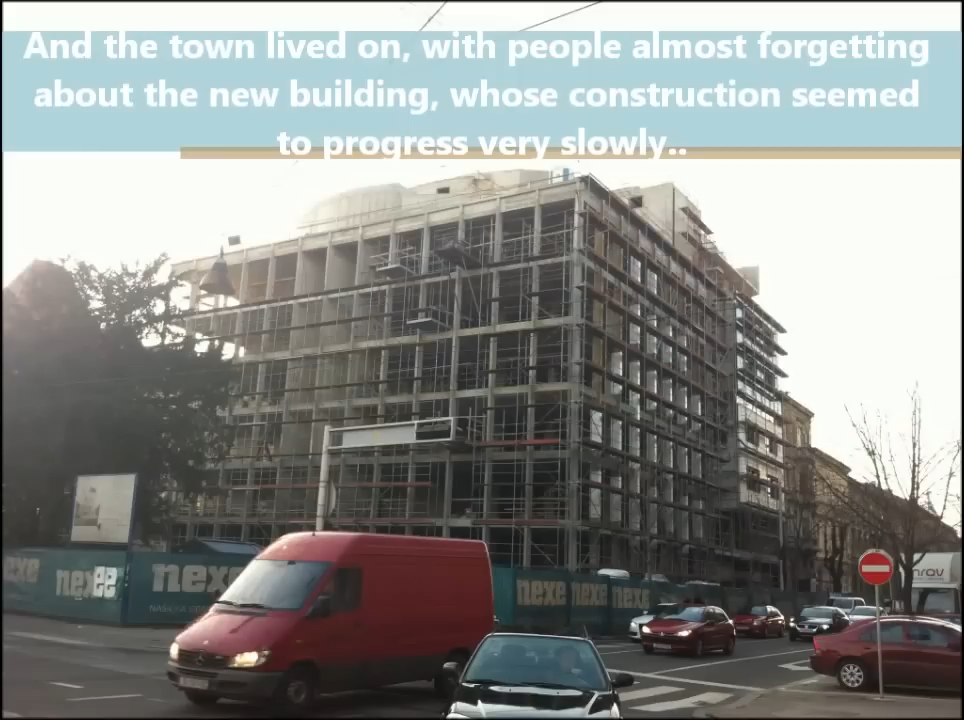 And the town lived on, with people almost forgetting
about the new building, whose construction seemed
to progress very slowly..
nexe nexe
nexe nexe nexe